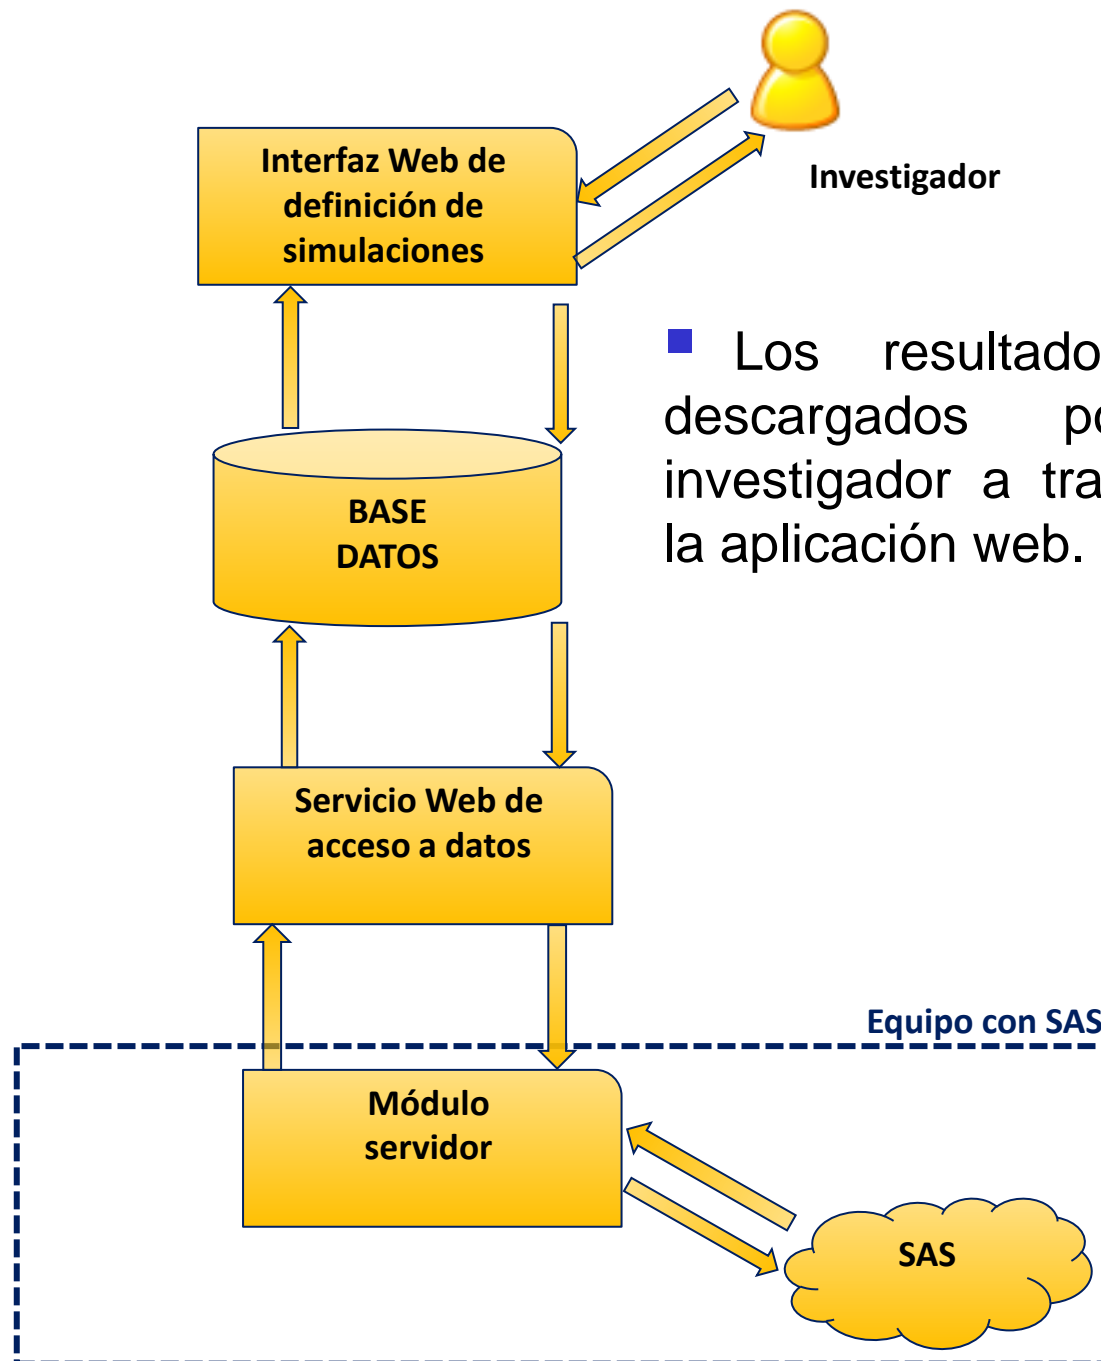 Interfaz Web de
definición de
simulaciones
Investigador
Los resultado
descargados po
investigador a tra
la aplicación web.
BASE
DATOS
Servicio Web de
acceso a datos
Equipo con SAS
Módulo
servidor
SAS